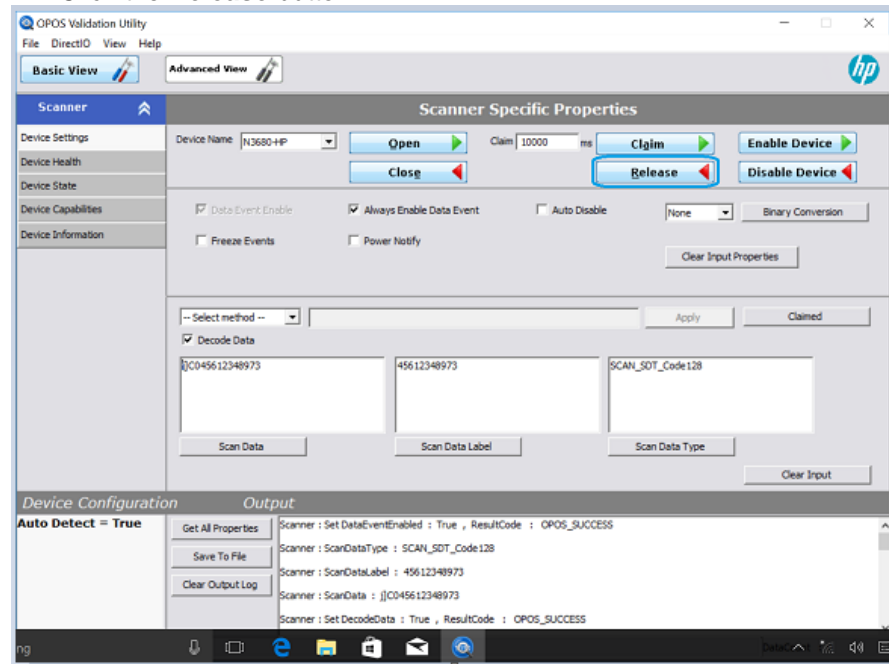 OPOS Validation Utility
File DirectIO View Help
Basic View
Advanced View
hp
Scanner
Scanner Specific Properties
Device Settings
Device Health
Device State
Device Capabilities
Device Information
Device Name N3680-HP Open Claim 10000 ms Claim Enable Device
Close Release Disable Device
Data Event Enable Always Enable Data Event Auto Disable None Binary Conversion
Freeze Events Power Notify
Clear Input Properties
-- Select method -- Apply Claimed
Decode Data
]C045612348973 45612348973 SCAN_SDT_Code128
Scan Data Scan Data Label Scan Data Type
Clear Input
Device Configuration Output
Auto Detect = True
Get All Properties
Save To File
Clear Output Log
Scanner : Set DataEventEnabled : True , ResultCode : OPOS_SUCCESS
Scanner : ScanDataType : SCAN_SDT_Code128
Scanner : ScanDataLabel : 45612348973
Scanner : ScanData : j]C045612348973
Scanner : Set DecodeData : True , ResultCode : OPOS_SUCCESS
ng